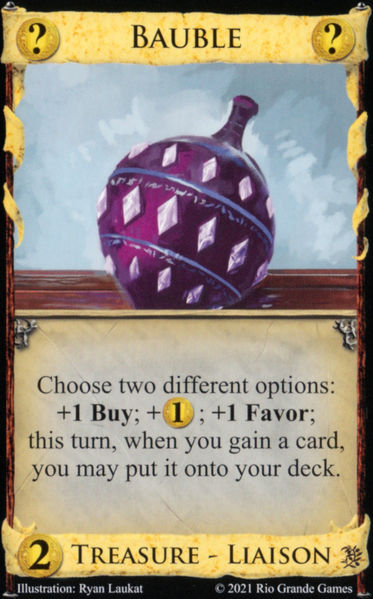 ? BAUBLE ?
Choose two different options:
+1 Buy; +1; +1 Favor;
this turn, when you gain a card,
you may put it onto your deck.
2 TREASURE - LIAISON
Illustration: Ryan Laukat © 2021 Rio Grande Games